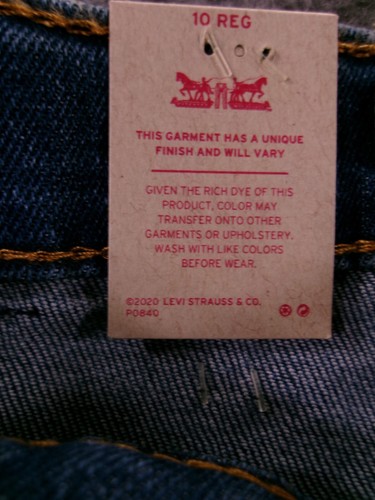 10 REG
THIS GARMENT HAS A UNIQUE
FINISH AND WILL VARY
GIVEN THE RICH DYE OF THIS
PRODUCT, COLOR MAY
TRANSFER ONTO OTHER
GARMENTS OR UPHOLSTERY.
WASH WITH LIKE COLORS
BEFORE WEAR.
©2020 LEVI STRAUSS & CO.
P0840